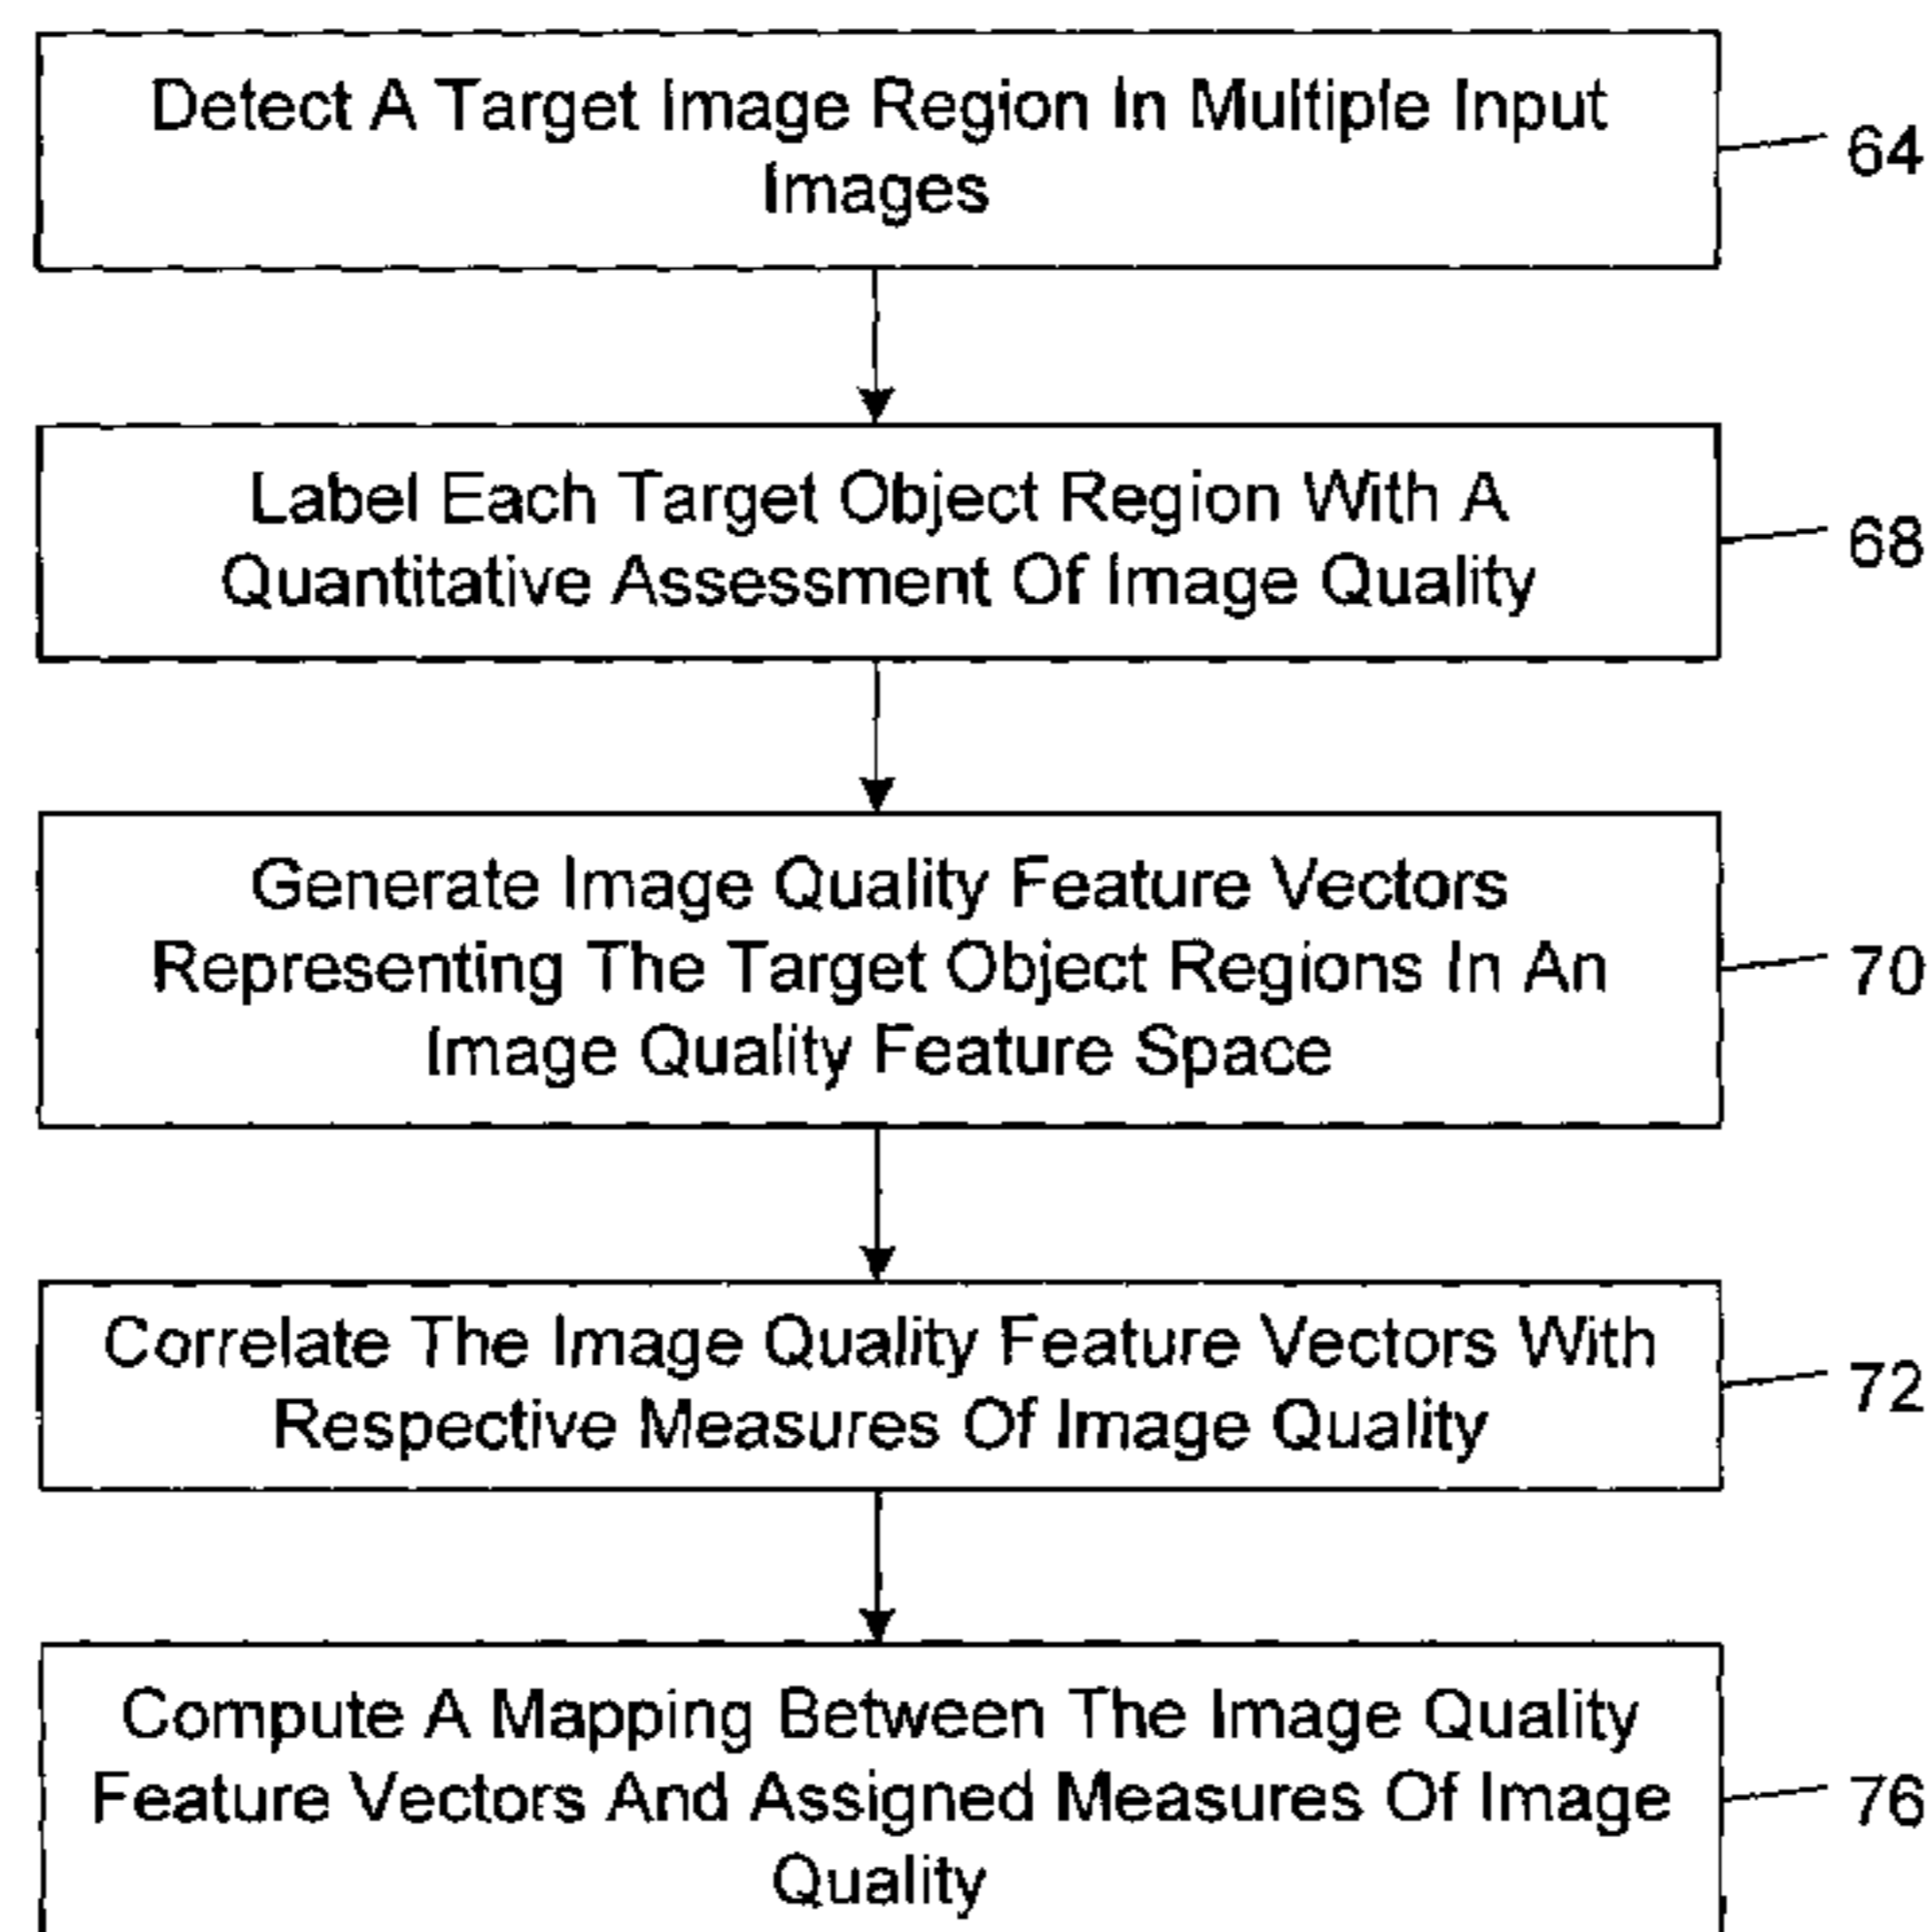 Detect A Target Image Region In Multiple Input
Images
64
Label Each Target Object Region With A
Quantitative Assessment Of Image Quality
68
Generate Image Quality Feature Vectors
Representing The Target Object Regions In An
Image Quality Feature Space
70
Correlate The Image Quality Feature Vectors With
Respective Measures Of Image Quality
72
Compute A Mapping Between The Image Quality
Feature Vectors And Assigned Measures Of Image
Quality
76